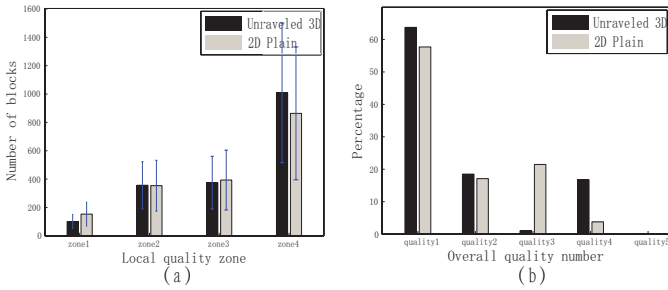 1600
1400
1200
1000
800
600
400
200
0
Number of blocks
Unraveled 3D
2D Plain
zone1 zone2 zone3 zone4
Local quality zone
(a)
60
50
40
30
20
10
0
Percentage
Unraveled 3D
2D Plain
quality1 quality2 quality3 quality4 quality5
Overall quality number
(b)